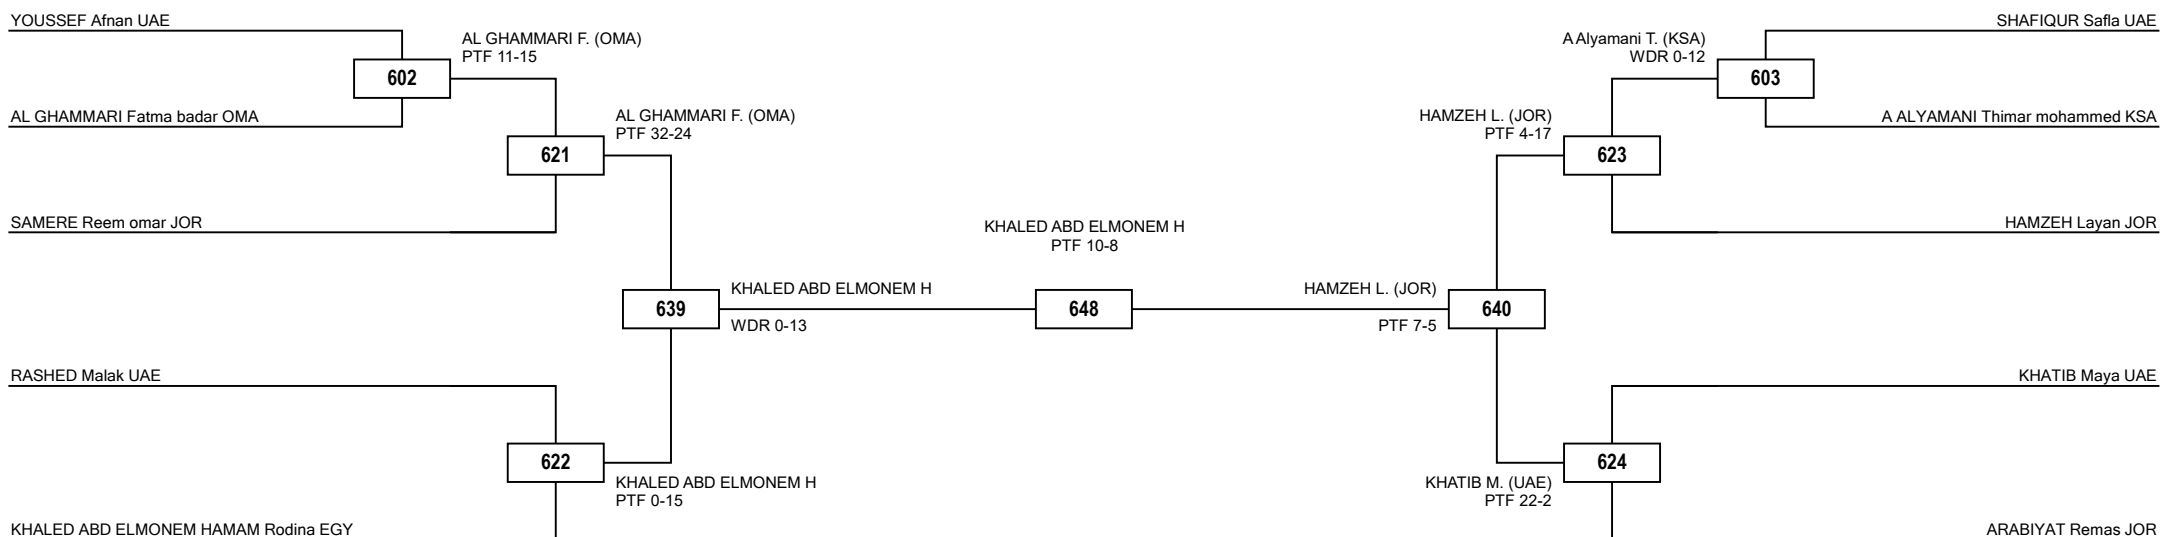 YOUSSEF Afnan UAE
SHAFIQUR Safla UAE
AL GHAMMARI F. (OMA)
PTF 11-15
A Alyamani T. (KSA)
WDR 0-12
602
603
AL GHAMMARI Fatma badar OMA
A ALYAMANI Thimar mohammed KSA
AL GHAMMARI F. (OMA)
PTF 32-24
HAMZEH L. (JOR)
PTF 4-17
621
623
SAMERE Reem omar JOR
HAMZEH Layan JOR
KHALED ABD ELMONEM H
PTF 10-8
KHALED ABD ELMONEM H
HAMZEH L. (JOR)
639
648
640
WDR 0-13
PTF 7-5
RASHED Malak UAE
KHATIB Maya UAE
622
624
KHALED ABD ELMONEM H
PTF 0-15
KHATIB M. (UAE)
PTF 22-2
KHALED ABD ELMONEM HAMAM Rodina EGY
ARABIYAT Remas JOR